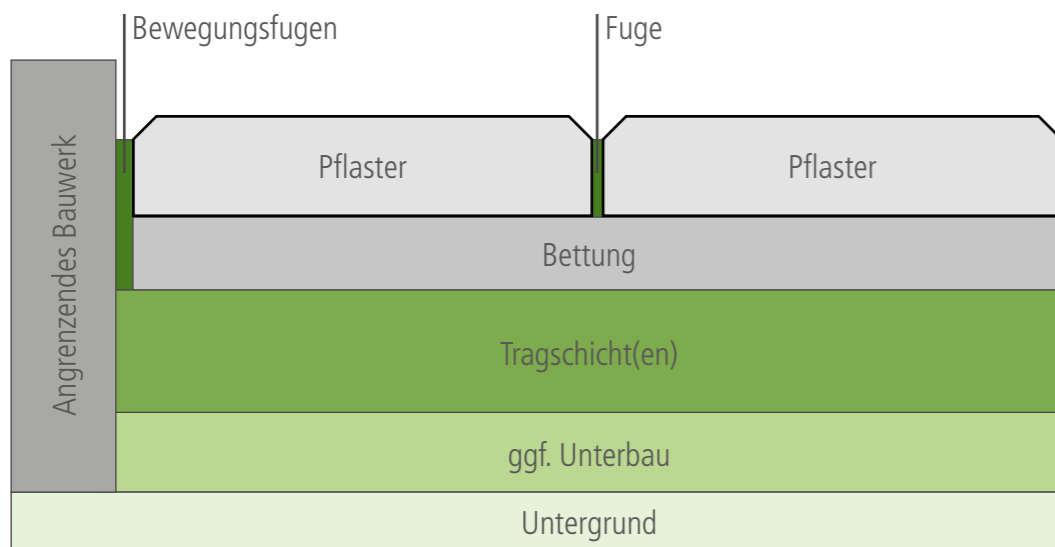 Bewegungsfugen
Fuge
Angrenzendes Bauwerk
Pflaster
Pflaster
Bettung
Tragschicht(en)
ggf. Unterbau
Untergrund